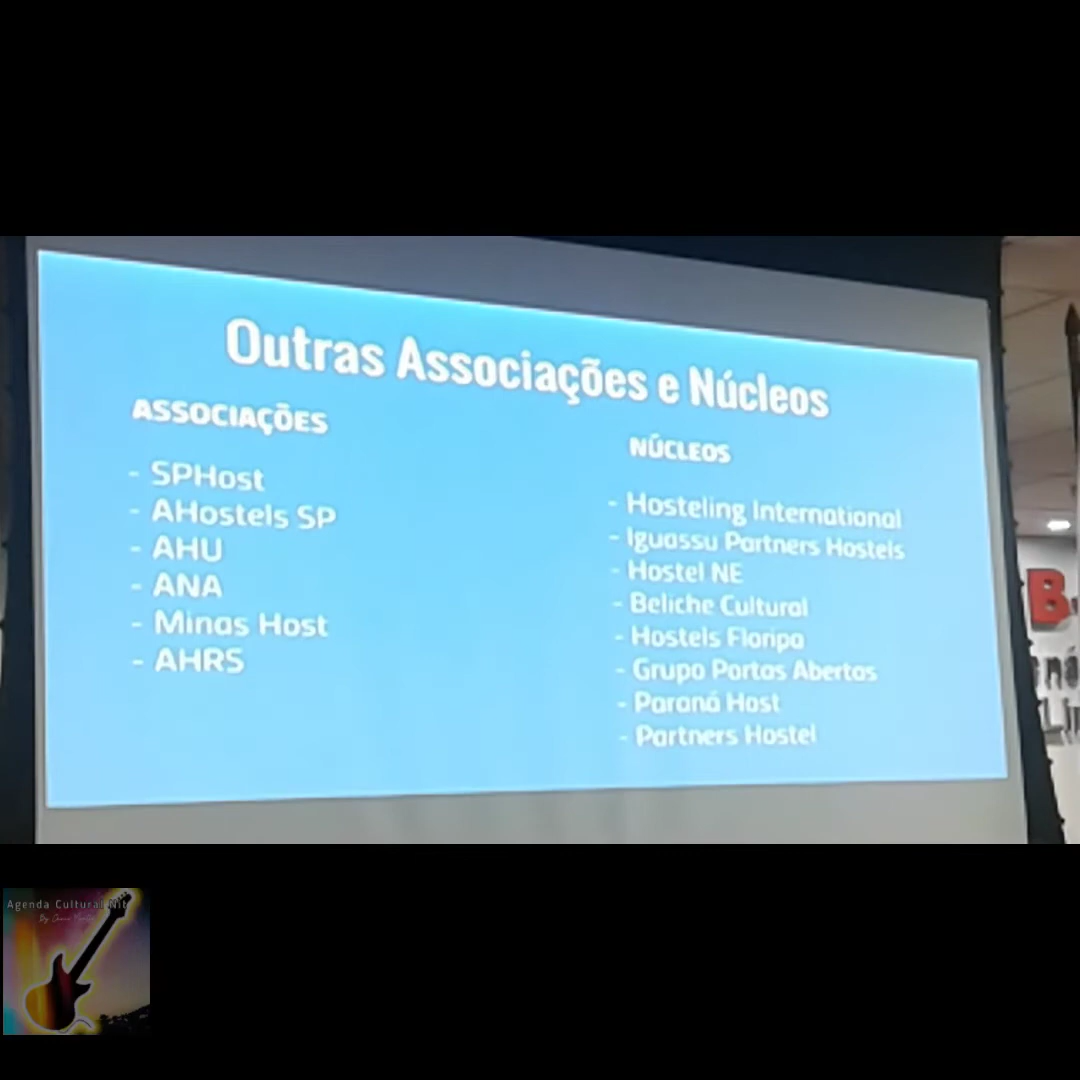 Outras Associações e Núcleos
ASSOCIAÇÕES
- SPHost
- AHostels SP
- AHU
- ANA
- Minas Host
- AHRS
NÚCLEOS
- Hosteling International
- Iguassu Partners Hostels
- Hostel NE
- Beliche Cultural
- Hostels Floripa
- Grupo Portas Abertas
- Paraná Host
- Partners Hostel
B
Agenda Cultural Nit